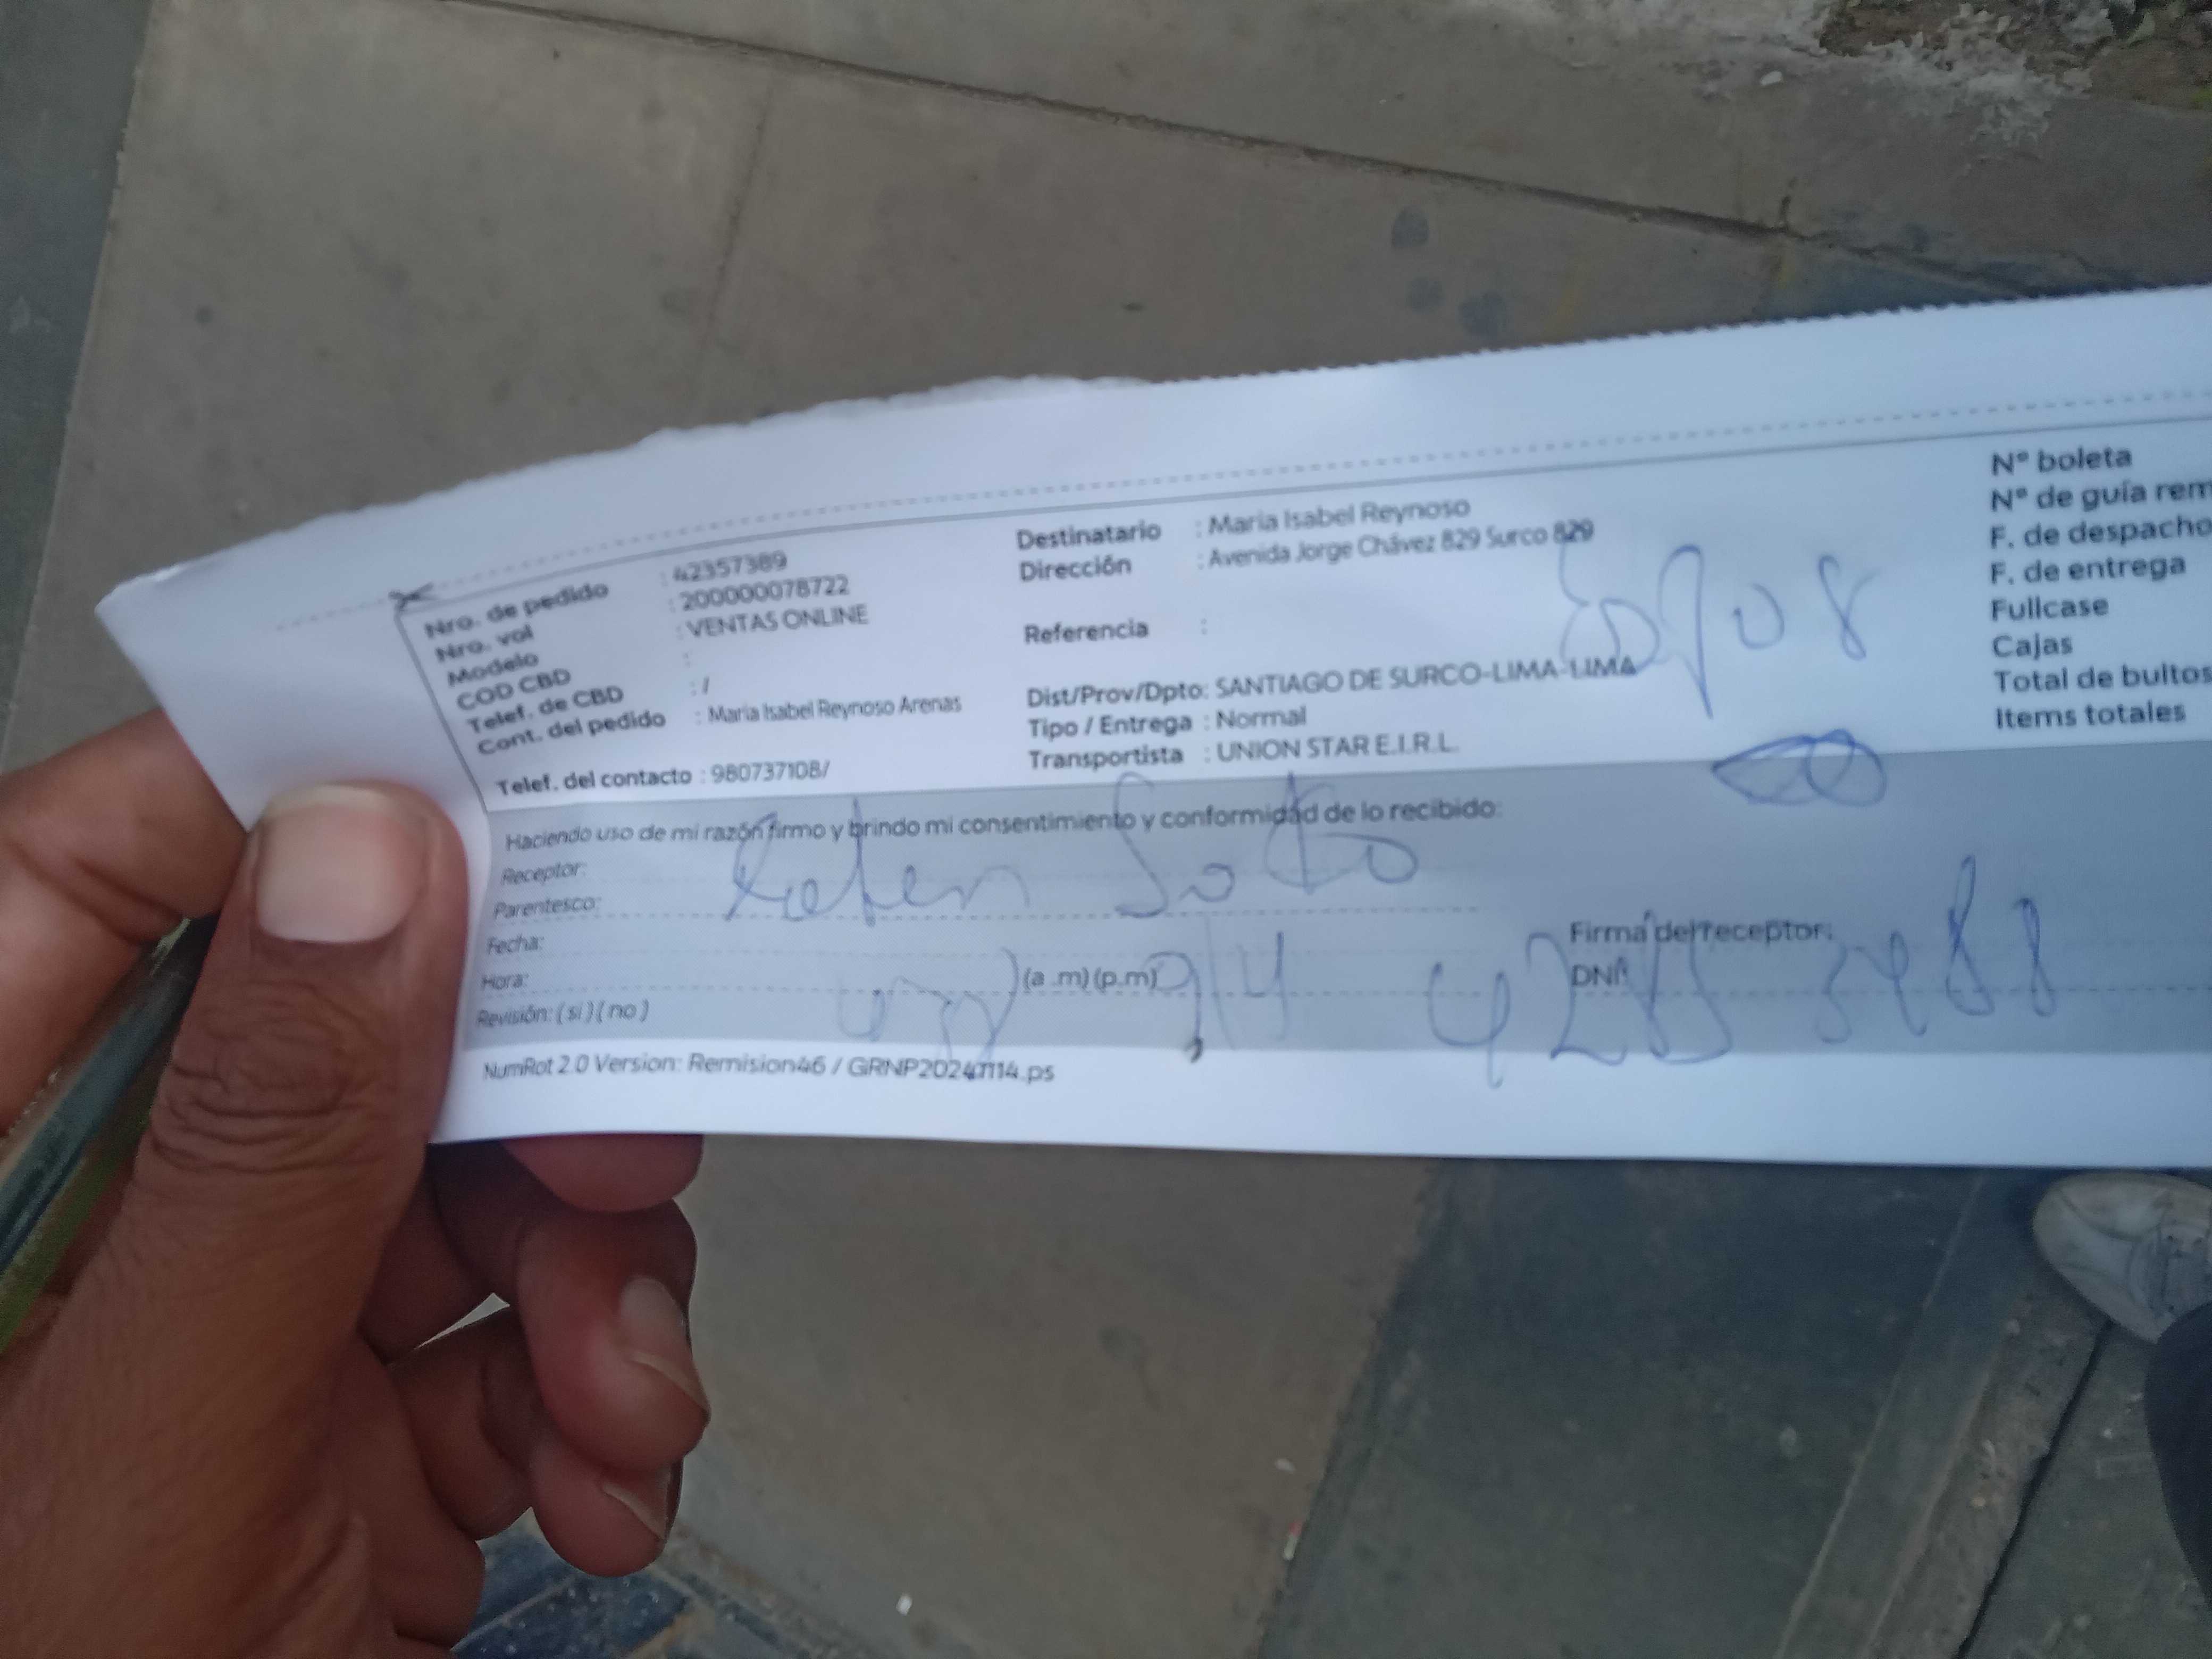 Nro. de pedido : 42357389
Nro. vol : 200000078722
Modelo : VENTAS ONLINE
COD CBD :
Telef. de CBD : /
Cont. del pedido : Maria Isabel Reynoso Arenas
Telef. del contacto : 980737108/
Destinatario : Maria Isabel Reynoso
Dirección : Avenida Jorge Chávez 829 Surco 829
Referencia :
Dist/Prov/Dpto: SANTIAGO DE SURCO-LIMA-LIMA
Tipo / Entrega : Normal
Transportista : UNION STAR E.I.R.L.
N° boleta
N° de guía rem
F. de despacho
F. de entrega
Fullcase
Cajas
Total de bultos
Items totales
Haciendo uso de mi razón firmo y brindo mi consentimiento y conformidad de lo recibido:
Receptor:
Parentesco:
Soto
Fecha:
Hora: (a .m) (p.m)
Revisión: ( si ) ( no )
Firma del receptor:
DNI:
NumRot 2.0 Version: Remision46 / GRNP20241114.ps